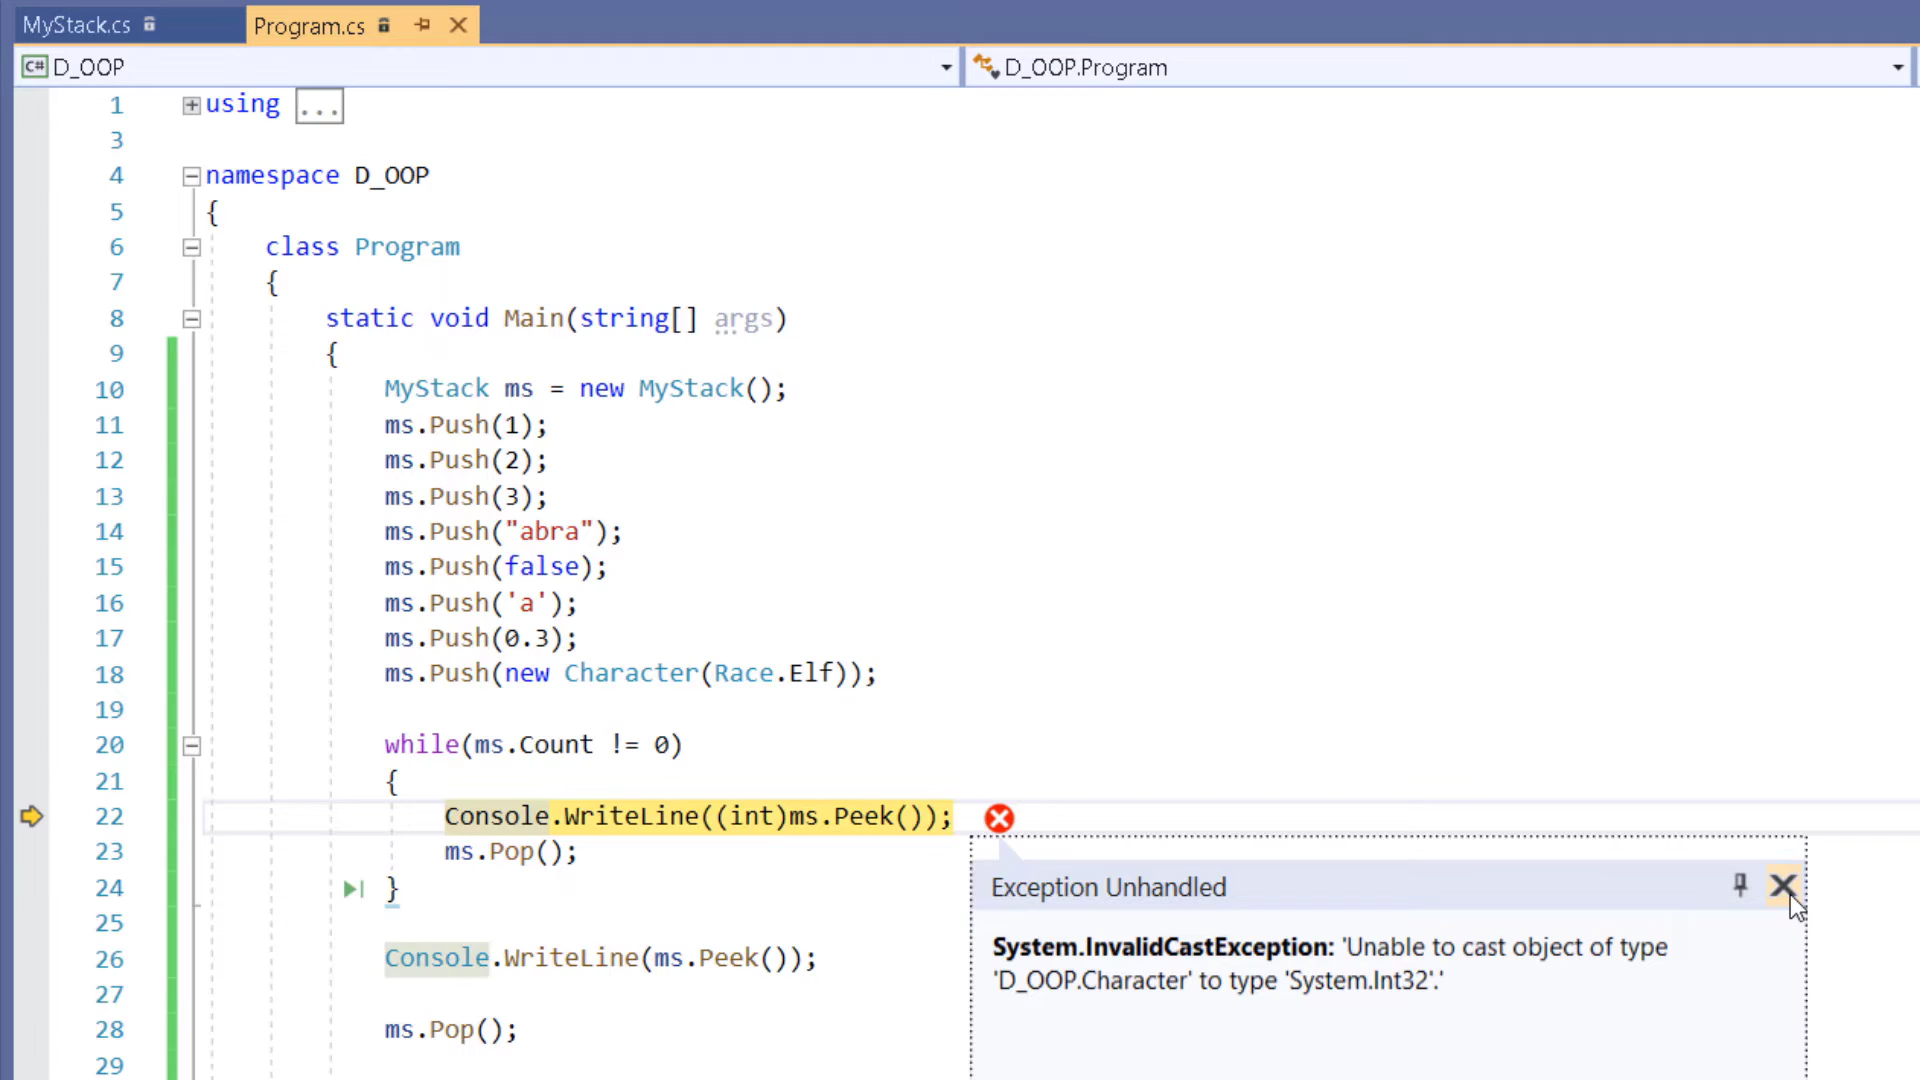 MyStack.cs
Program.cs
C# D_OOP
D_OOP.Program
1 using ...
3
4 namespace D_OOP
5 {
6 class Program
7 {
8 static void Main(string[] args)
9 {
10 MyStack ms = new MyStack();
11 ms.Push(1);
12 ms.Push(2);
13 ms.Push(3);
14 ms.Push("abra");
15 ms.Push(false);
16 ms.Push('a');
17 ms.Push(0.3);
18 ms.Push(new Character(Race.Elf));
19
20 while(ms.Count != 0)
21 {
22 Console.WriteLine((int)ms.Peek());
23 ms.Pop();
24 }
25
26 Console.WriteLine(ms.Peek());
27
28 ms.Pop();
29
Exception Unhandled
System.InvalidCastException: 'Unable to cast object of type
'D_OOP.Character' to type 'System.Int32'.'